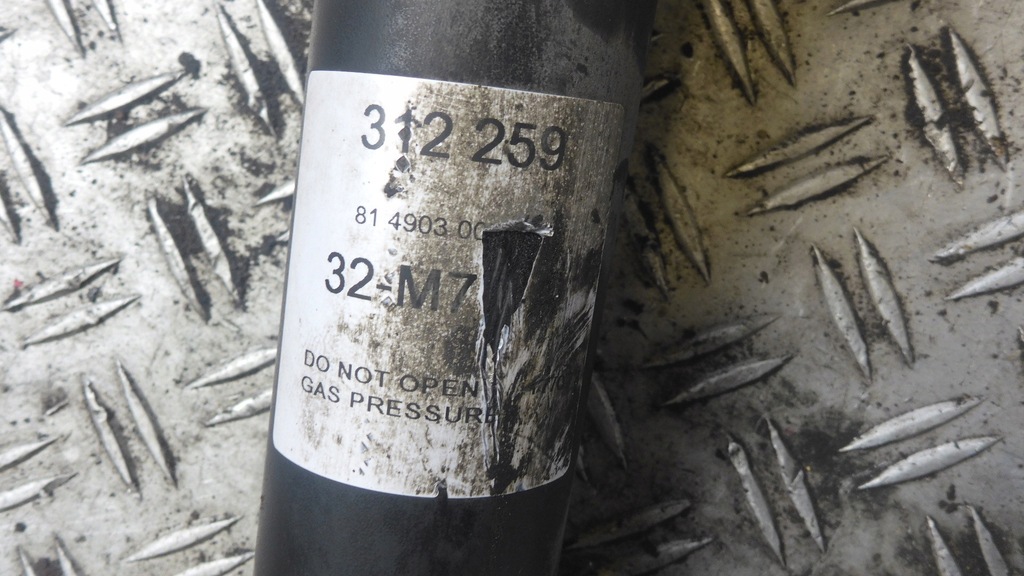 312 259
81 4903 00
32-M7
DO NOT OPEN
GAS PRESSURE